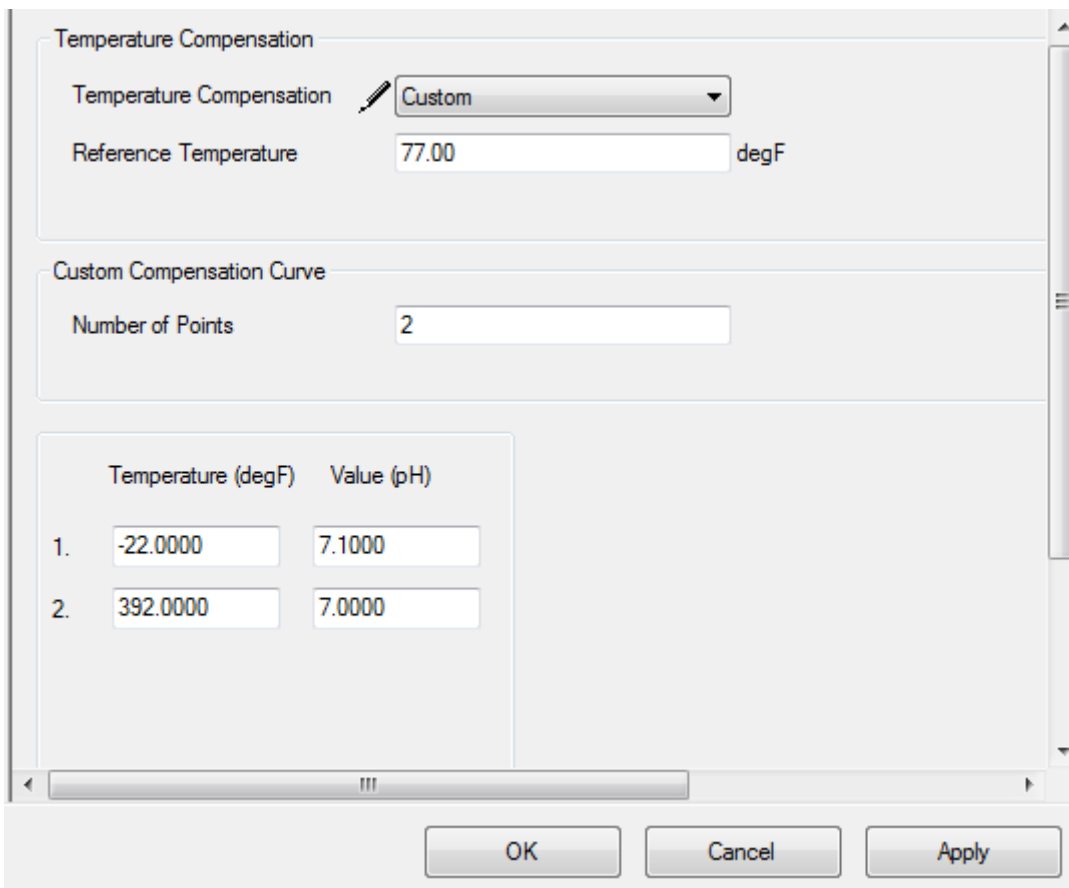 Temperature Compensation
Temperature Compensation Custom
Reference Temperature 77.00 degF
Custom Compensation Curve
Number of Points 2
Temperature (degF) Value (pH)
1. -22.0000 7.1000
2. 392.0000 7.0000
OK Cancel Apply